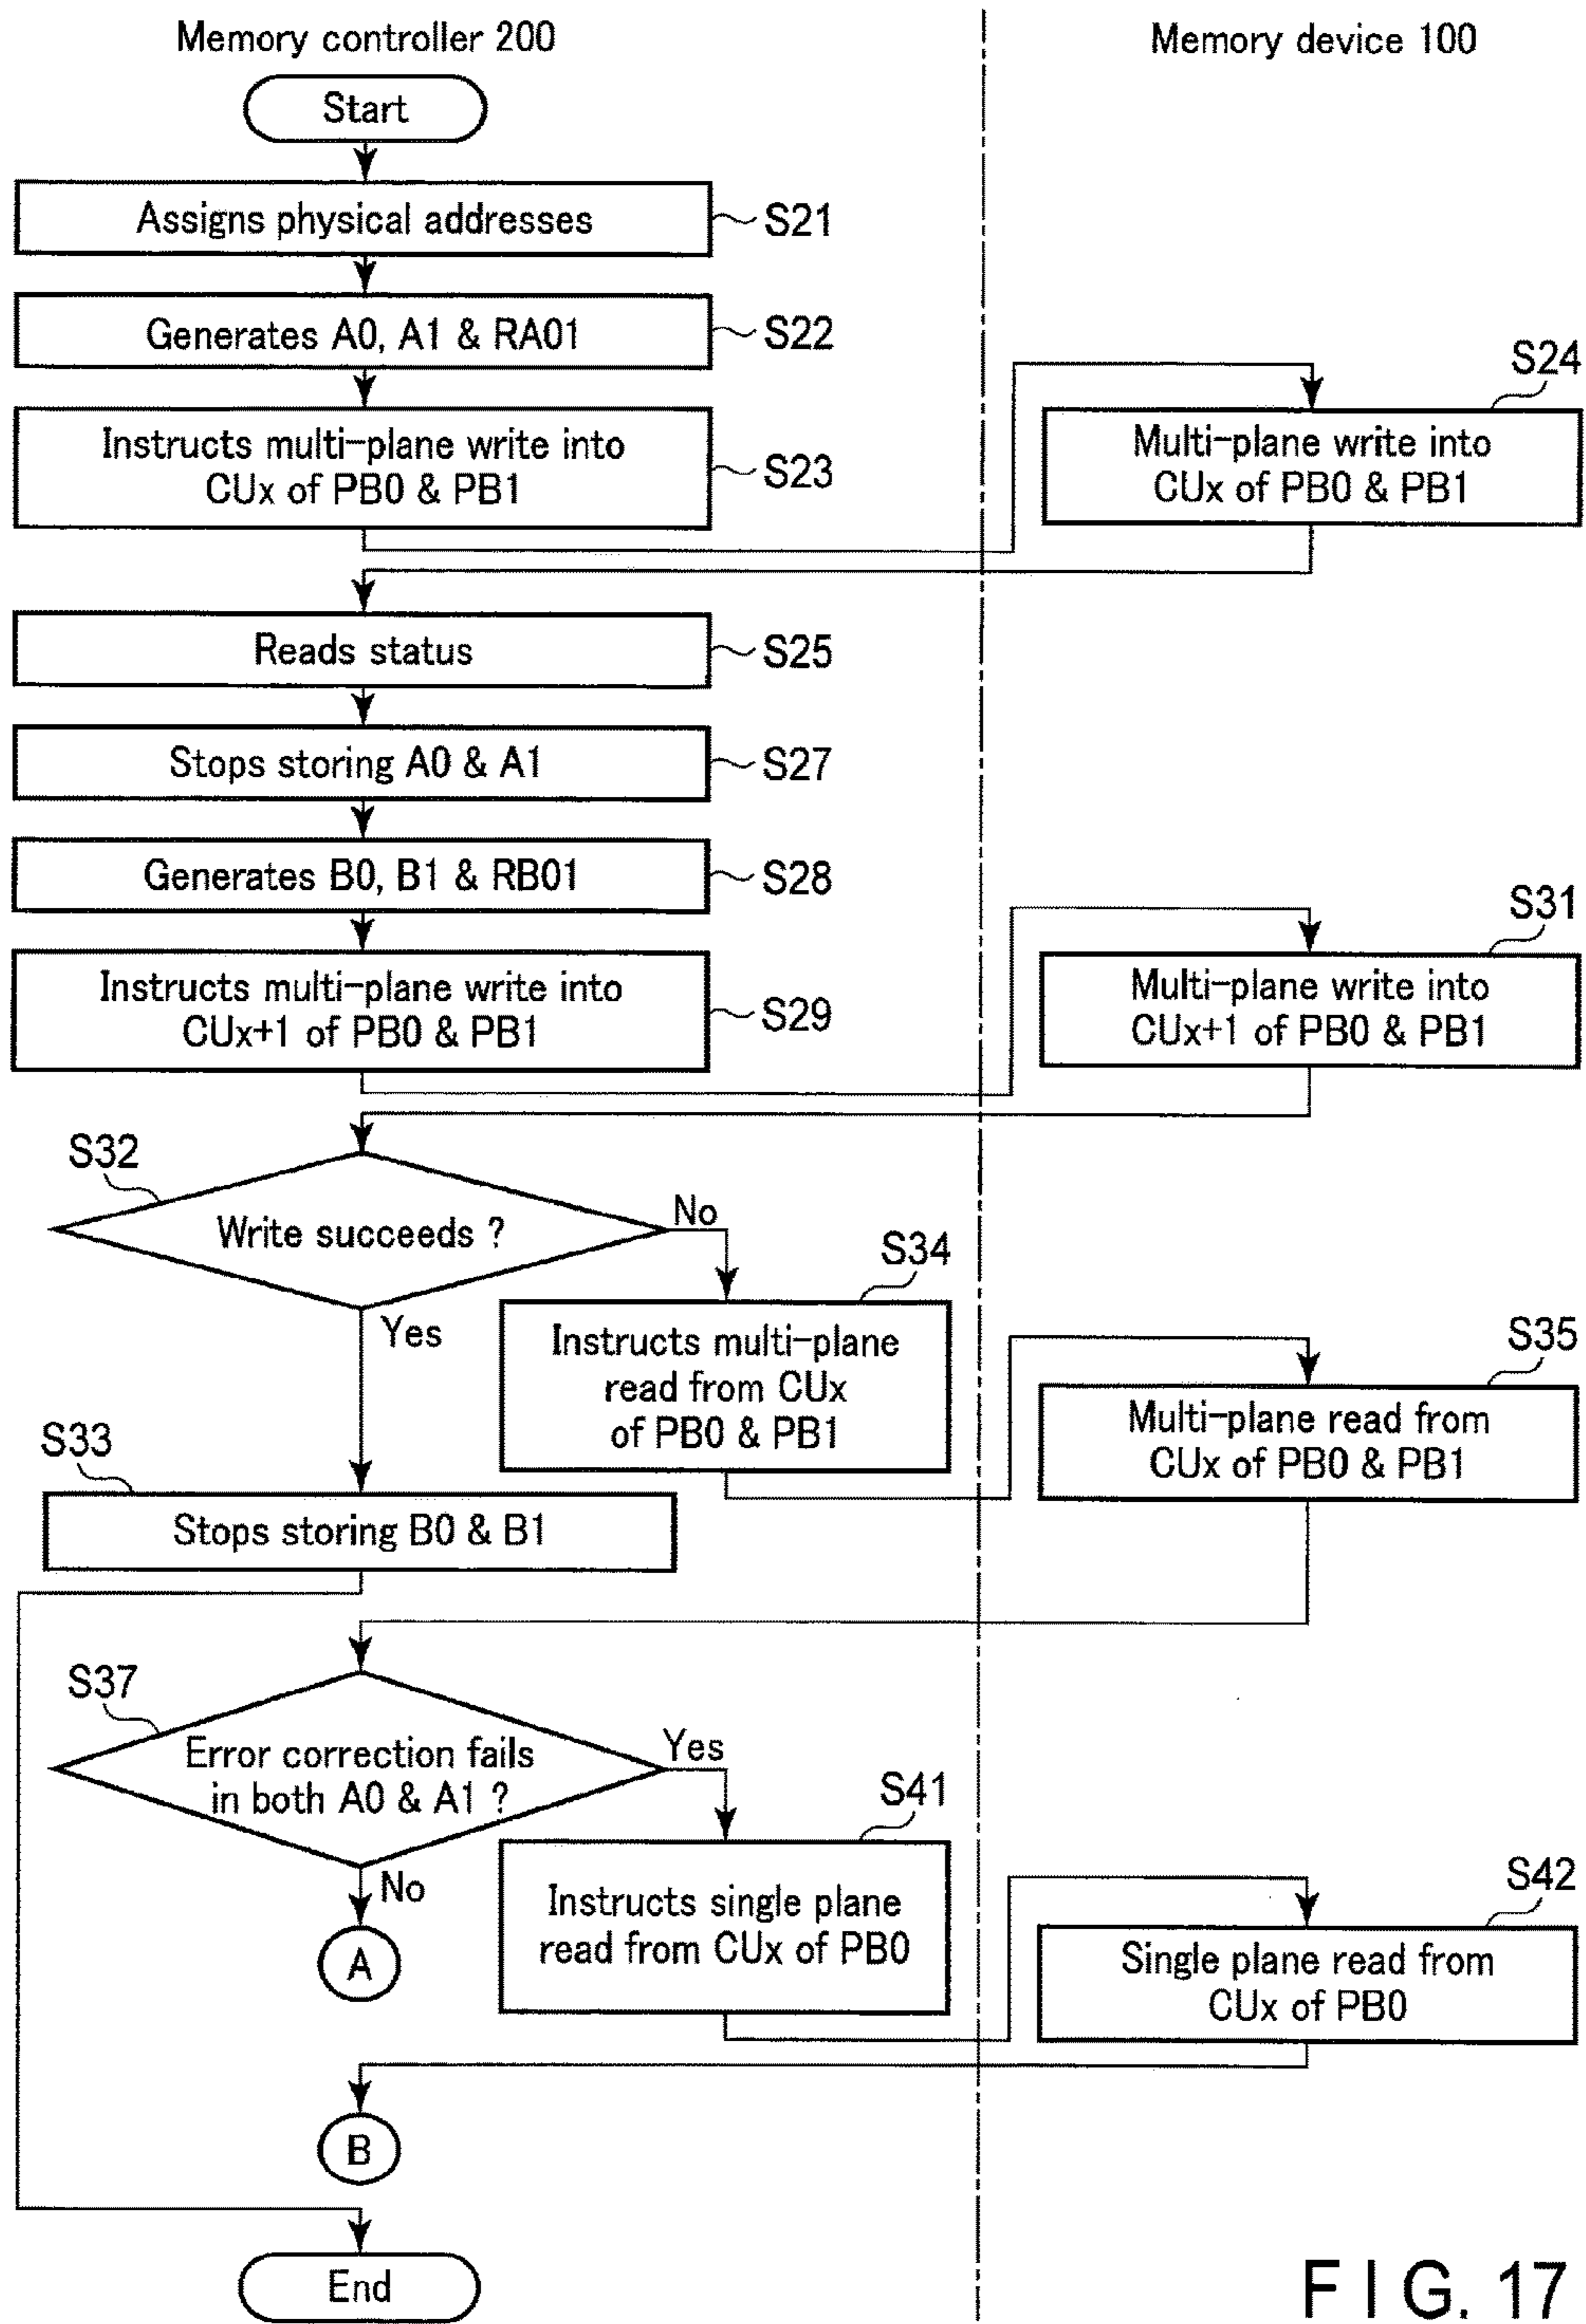 Memory controller 200
Memory device 100
Start
Assigns physical addresses
S21
Generates A0, A1 & RA01
S22
Instructs multi-plane write into
CUx of PB0 & PB1
S23
S24
Multi-plane write into
CUx of PB0 & PB1
Reads status
S25
Stops storing A0 & A1
S27
Generates B0, B1 & RB01
S28
Instructs multi-plane write into
CUx+1 of PB0 & PB1
S29
S31
Multi-plane write into
CUx+1 of PB0 & PB1
S32
Write succeeds ?
No
Yes
S34
Instructs multi-plane
read from CUx
of PB0 & PB1
S35
Multi-plane read from
CUx of PB0 & PB1
S33
Stops storing B0 & B1
S37
Error correction fails
in both A0 & A1 ?
Yes
No
A
S41
Instructs single plane
read from CUx of PB0
S42
Single plane read from
CUx of PB0
B
End
FIG. 17